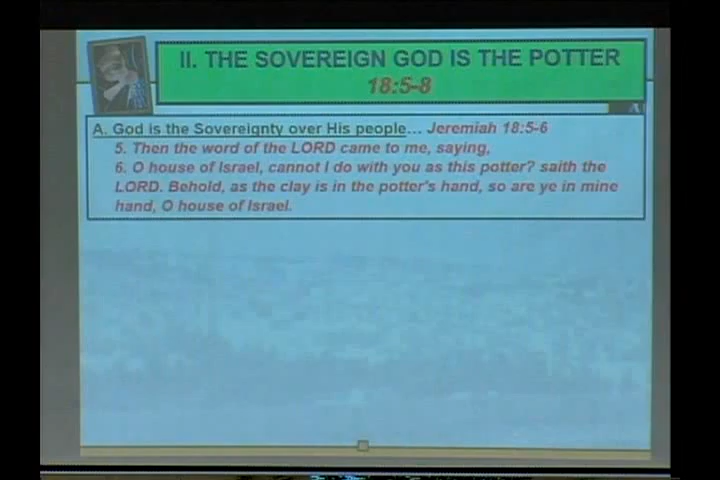 II. THE SOVEREIGN GOD IS THE POTTER
18:5-8
A. God is the Sovereignty over His people... Jeremiah 18:5-6
5. Then the word of the LORD came to me, saying,
6. O house of Israel, cannot I do with you as this potter? saith the
LORD. Behold, as the clay is in the potter's hand, so are ye in mine
hand, O house of Israel.